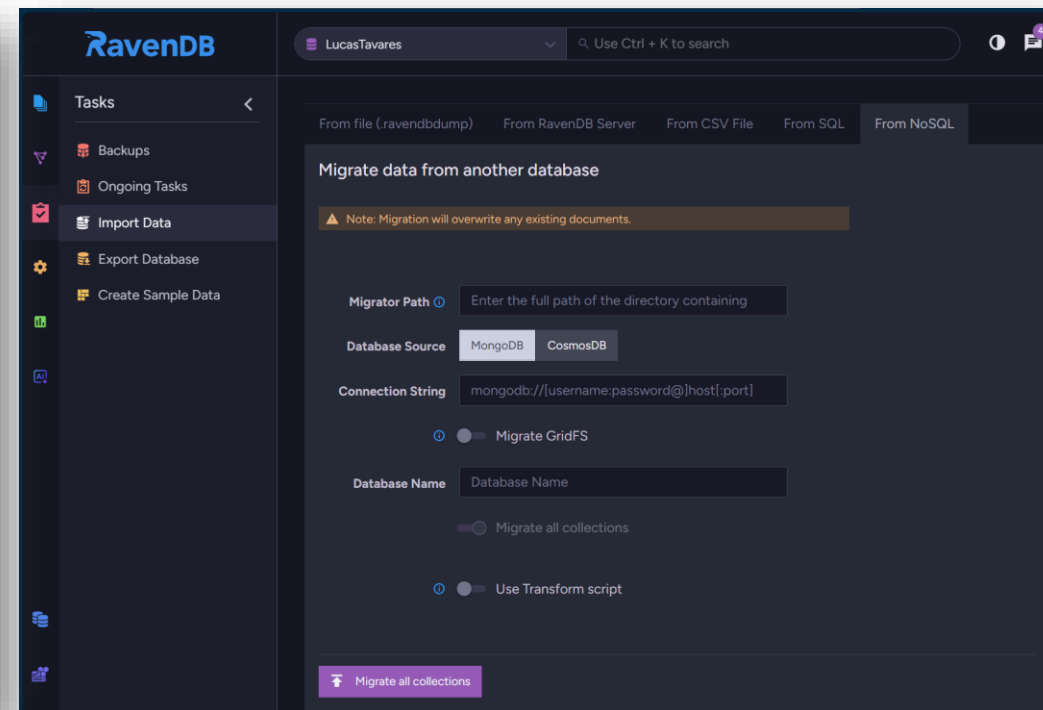 RavenDB
LucasTavares
Use Ctrl + K to search
4
Tasks
Backups
Ongoing Tasks
Import Data
Export Database
Create Sample Data
AI
From file (.ravendbdump) From RavenDB Server From CSV File From SQL From NoSQL
Migrate data from another database
Note: Migration will overwrite any existing documents.
Migrator Path Enter the full path of the directory containing
Database Source MongoDB CosmosDB
Connection String mongodb://[username:password@]host[:port]
Migrate GridFS
Database Name Database Name
Migrate all collections
Use Transform script
Migrate all collections